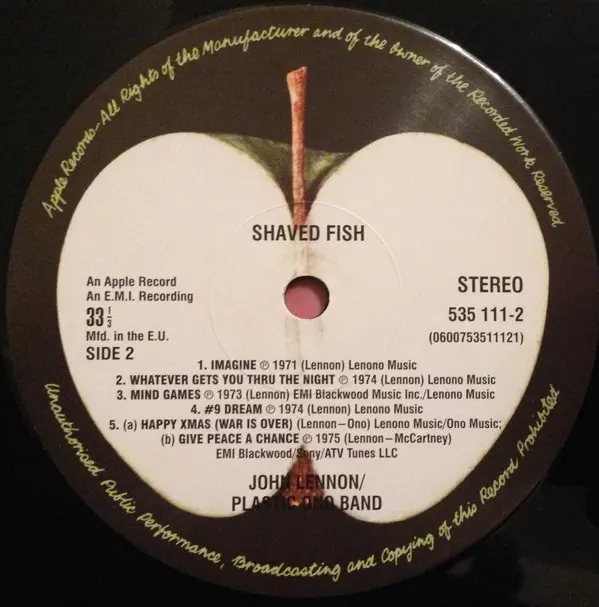 Apple Records–All Rights of the Manufacturer and of the Owner of the Recorded Work Reserved
SHAVED FISH
An Apple Record
An E.M.I. Recording
33 1/3
Mfd. in the E.U.
SIDE 2
STEREO
535 111-2
(0600753511121)
1. IMAGINE ℗ 1971 (Lennon) Lenono Music
2. WHATEVER GETS YOU THRU THE NIGHT ℗ 1974 (Lennon) Lenono Music
3. MIND GAMES ℗ 1973 (Lennon) EMI Blackwood Music Inc./Lenono Music
4. #9 DREAM ℗ 1974 (Lennon) Lenono Music
5. (a) HAPPY XMAS (WAR IS OVER) (Lennon–Ono) Lenono Music/Ono Music;
(b) GIVE PEACE A CHANCE ℗ 1975 (Lennon–McCartney)
EMI Blackwood/Sony/ATV Tunes LLC
JOHN LENNON/
PLASTIC ONO BAND
Unauthorised Public Performance, Broadcasting and Copying of this Record Prohibited